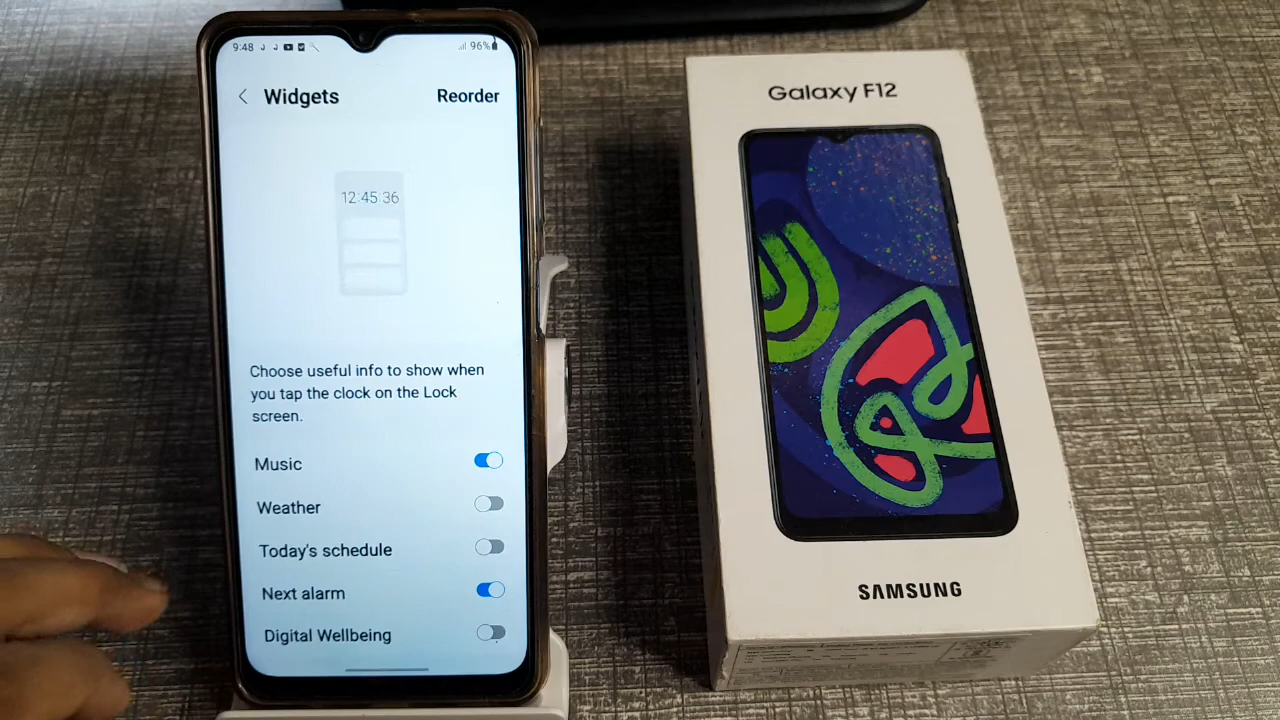 9:48
96%
Widgets
Reorder
12:45:36
Choose useful info to show when
you tap the clock on the Lock
screen.
Music
Weather
Today's schedule
Next alarm
Digital Wellbeing
Galaxy F12
SAMSUNG